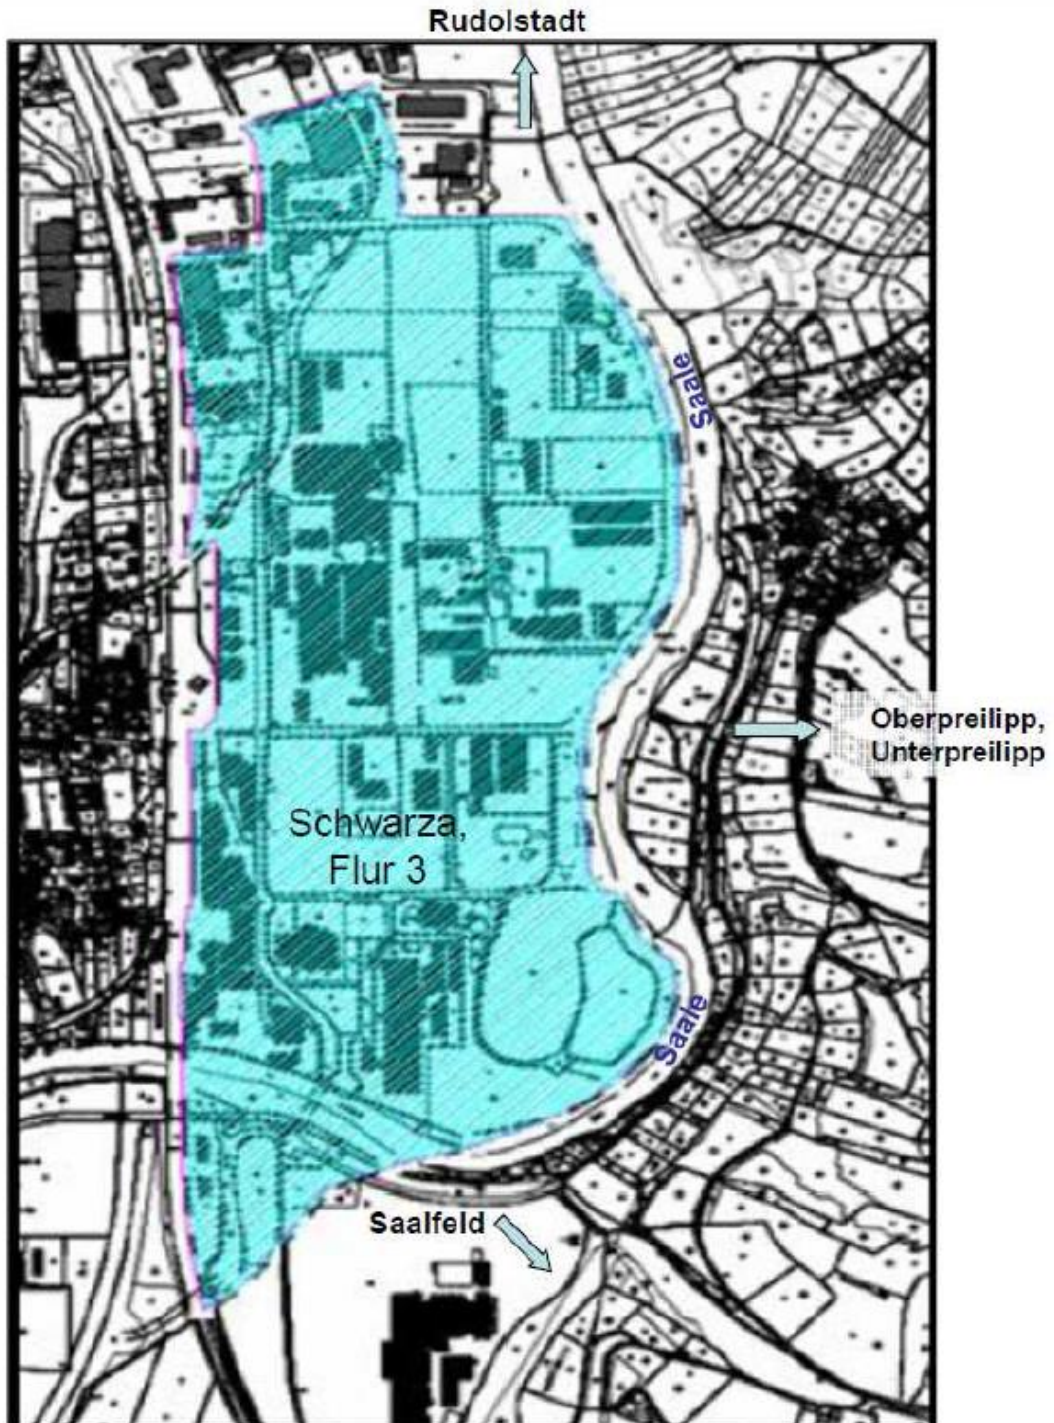 Rudolstadt
Saale
Oberpreilipp,
Unterpreilipp
Schwarza,
Flur 3
Saale
Saalfeld